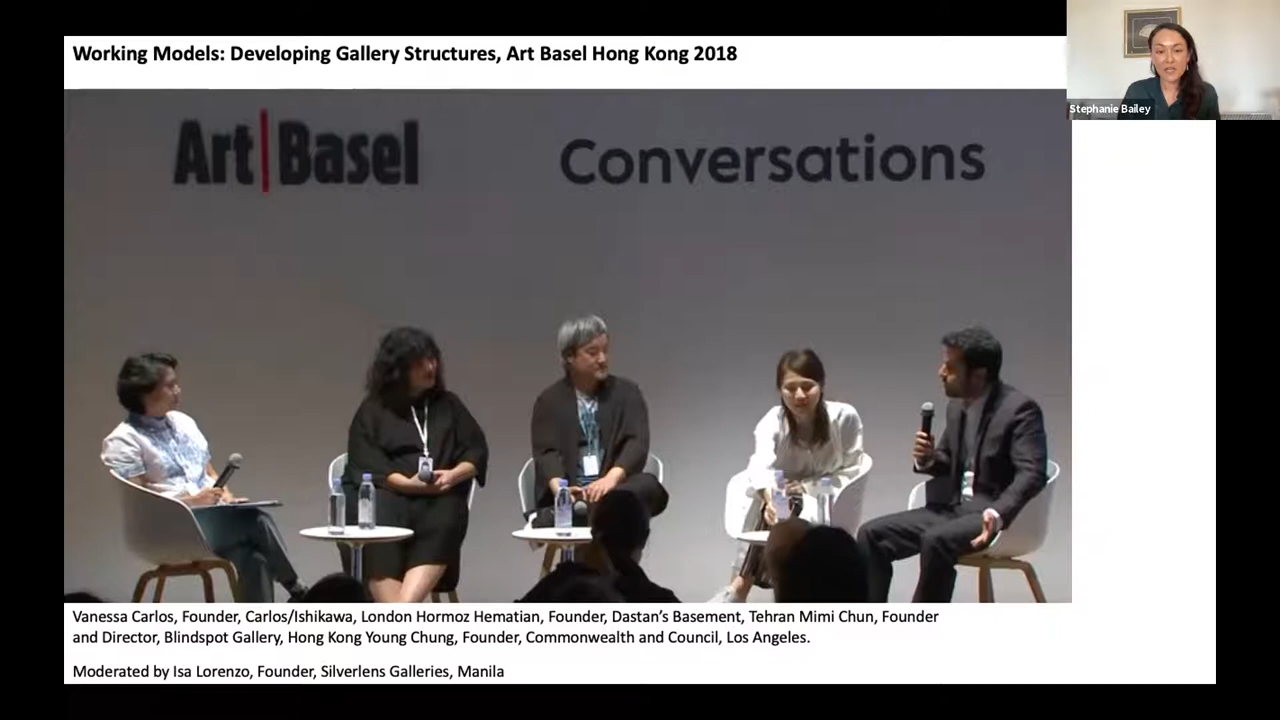 Working Models: Developing Gallery Structures, Art Basel Hong Kong 2018
Stephanie Bailey
Art|Basel
Conversations
Vanessa Carlos, Founder, Carlos/Ishikawa, London Hormoz Hematian, Founder, Dastan’s Basement, Tehran Mimi Chun, Founder
and Director, Blindspot Gallery, Hong Kong Young Chung, Founder, Commonwealth and Council, Los Angeles.
Moderated by Isa Lorenzo, Founder, Silverlens Galleries, Manila